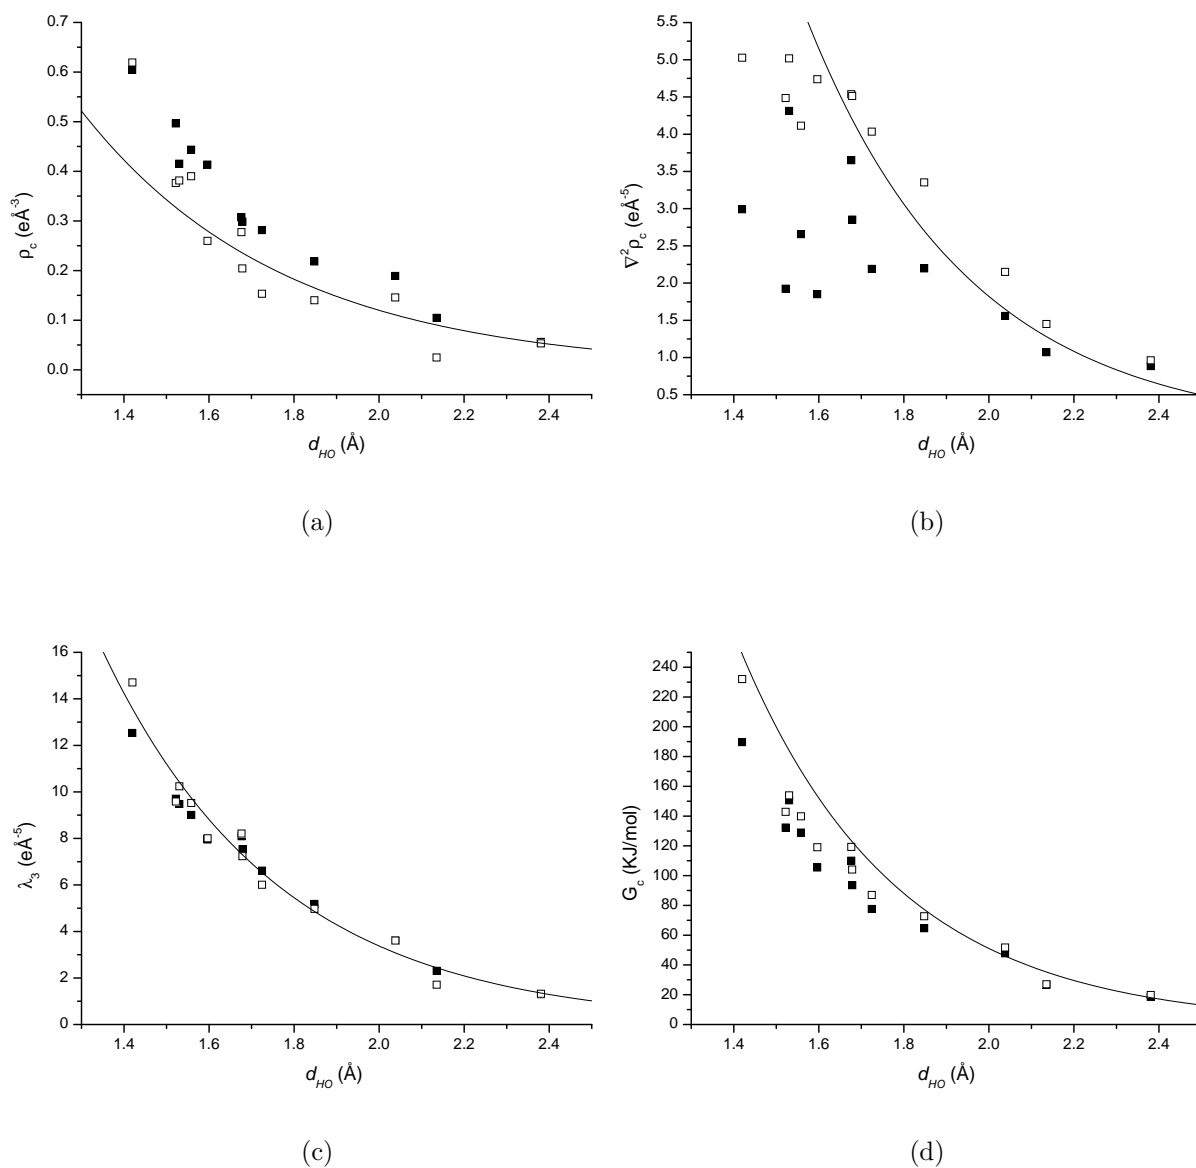 0.7
0.6
0.5
0.4
0.3
0.2
0.1
0.0
ρc (eÅ-3)
1.4 1.6 1.8 2.0 2.2 2.4
dHO (Å)
(a)
5.5
5.0
4.5
4.0
3.5
3.0
2.5
2.0
1.5
1.0
0.5
∇2ρc (eÅ-5)
1.4 1.6 1.8 2.0 2.2 2.4
dHO (Å)
(b)
16
14
12
10
8
6
4
2
0
λ3 (eÅ-5)
1.4 1.6 1.8 2.0 2.2 2.4
dHO (Å)
(c)
240
220
200
180
160
140
120
100
80
60
40
20
0
Gc (KJ/mol)
1.4 1.6 1.8 2.0 2.2 2.4
dHO (Å)
(d)